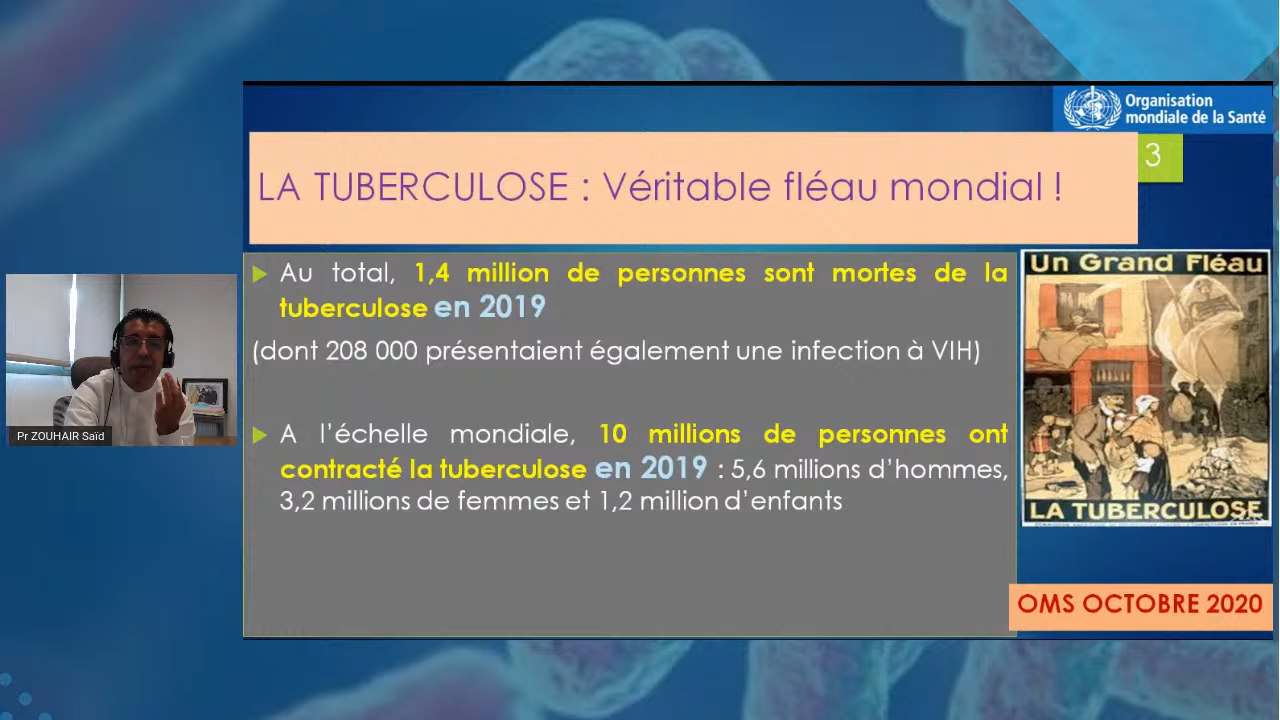 Organisation
mondiale de la Santé
3
LA TUBERCULOSE : Véritable fléau mondial !
Au total, 1,4 million de personnes sont mortes de la
tuberculose en 2019
(dont 208 000 présentaient également une infection à VIH)
A l’échelle mondiale, 10 millions de personnes ont
contracté la tuberculose en 2019 : 5,6 millions d’hommes,
3,2 millions de femmes et 1,2 million d’enfants
Un Grand Fléau
LA TUBERCULOSE
OMS OCTOBRE 2020
Pr ZOUHAIR Saïd